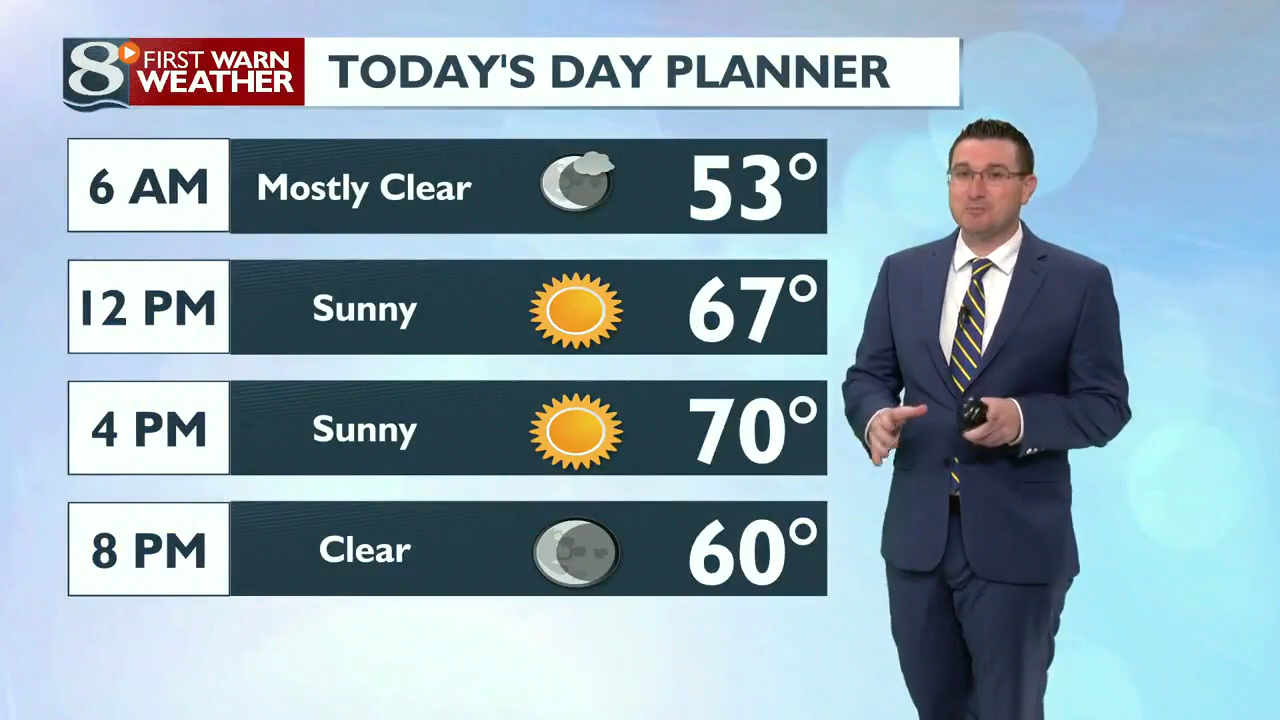 8 FIRST WARN
WEATHER
TODAY'S DAY PLANNER
6 AM Mostly Clear 53°
12 PM Sunny 67°
4 PM Sunny 70°
8 PM Clear 60°